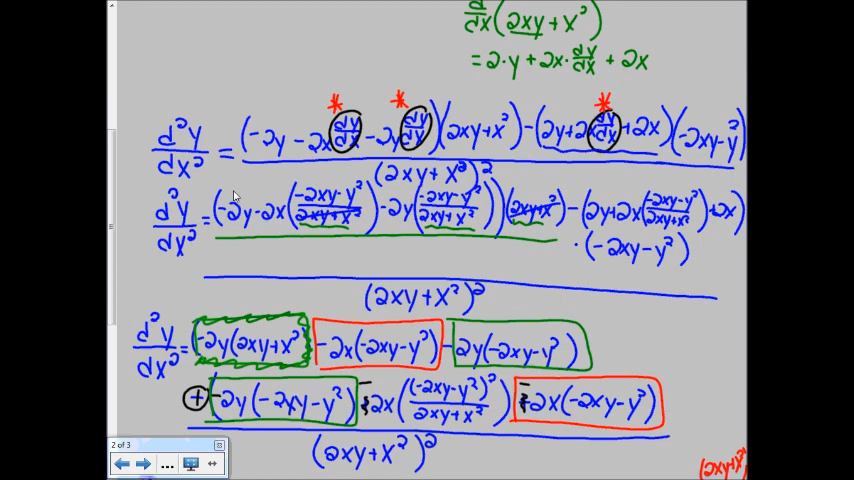 d/dx(2xy+x²)
=2·y+2x·dy/dx+2x
* * *
d²y/dx² = (-2y-2x dy/dx-2y dy/dx)(2xy+x²)-(2y+2x dy/dx+2x)(-2xy-y²)
(2xy+x²)²
d²y/dx² = (-2y-2x((-2xy-y²)/(2xy+x²))-2y((-2xy-y²)/(2xy+x²)))(2xy+x²)-(2y+2x((-2xy-y²)/(2xy+x²))+2x)
·(-2xy-y²)
(2xy+x²)²
d²y/dx² = (-2y(2xy+x²)-2x(-2xy-y²)-2y(-2xy-y²)
+(-2y(-2xy-y²)-2x((-2xy-y²)²/(2xy+x²))-2x(-2xy-y²)
(2xy+x²)²
2 of 3
(2xy+x²)